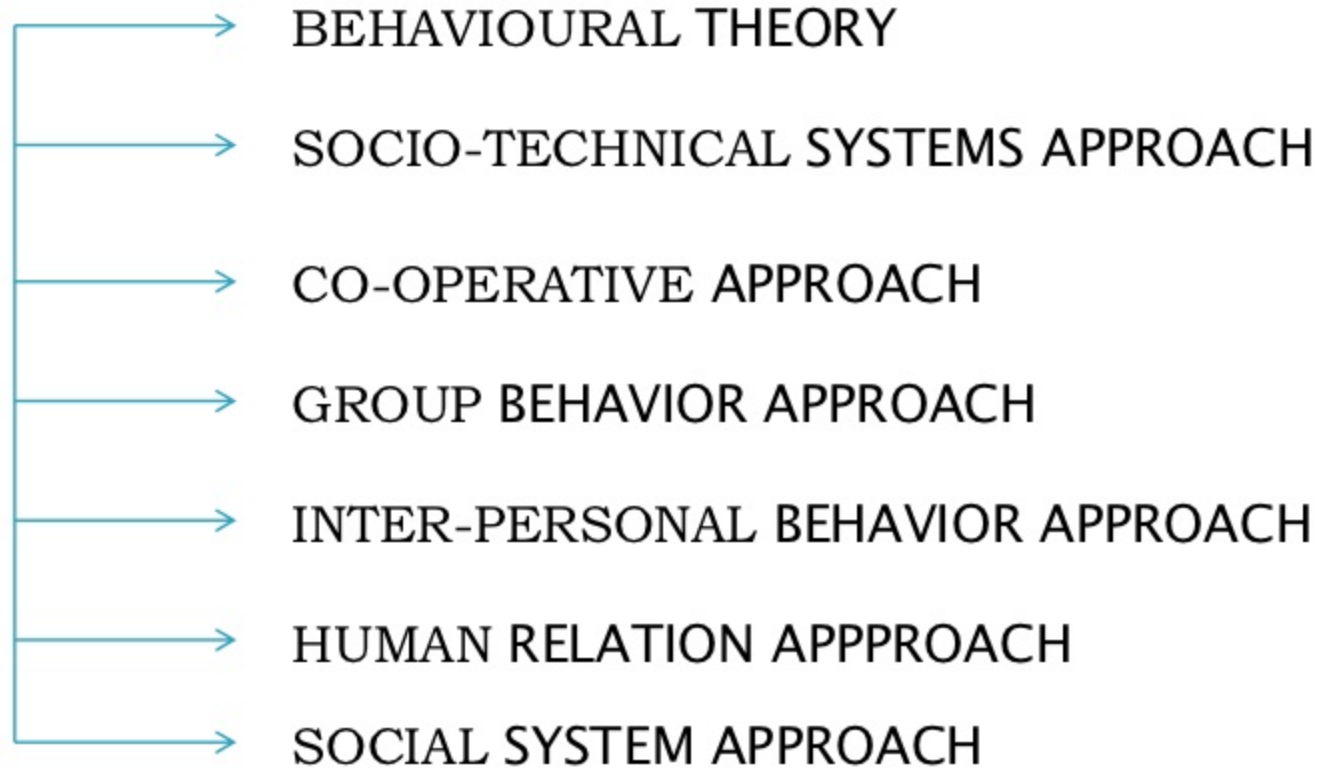 BEHAVIOURAL THEORY
SOCIO-TECHNICAL SYSTEMS APPROACH
CO-OPERATIVE APPROACH
GROUP BEHAVIOR APPROACH
INTER-PERSONAL BEHAVIOR APPROACH
HUMAN RELATION APPPROACH
SOCIAL SYSTEM APPROACH